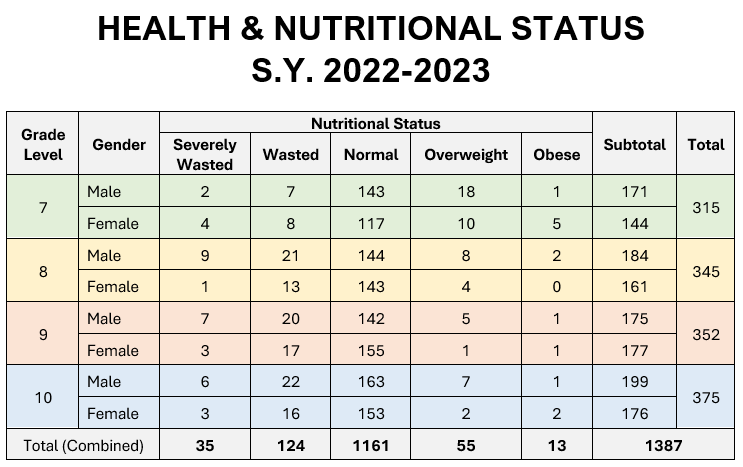 HEALTH & NUTRITIONAL STATUS
S.Y. 2022-2023
Grade Level Gender Nutritional Status Subtotal Total
Severely Wasted Wasted Normal Overweight Obese
7 Male 2 7 143 18 1 171 315
Female 4 8 117 10 5 144
8 Male 9 21 144 8 2 184 345
Female 1 13 143 4 0 161
9 Male 7 20 142 5 1 175 352
Female 3 17 155 1 1 177
10 Male 6 22 163 7 1 199 375
Female 3 16 153 2 2 176
Total (Combined) 35 124 1161 55 13 1387